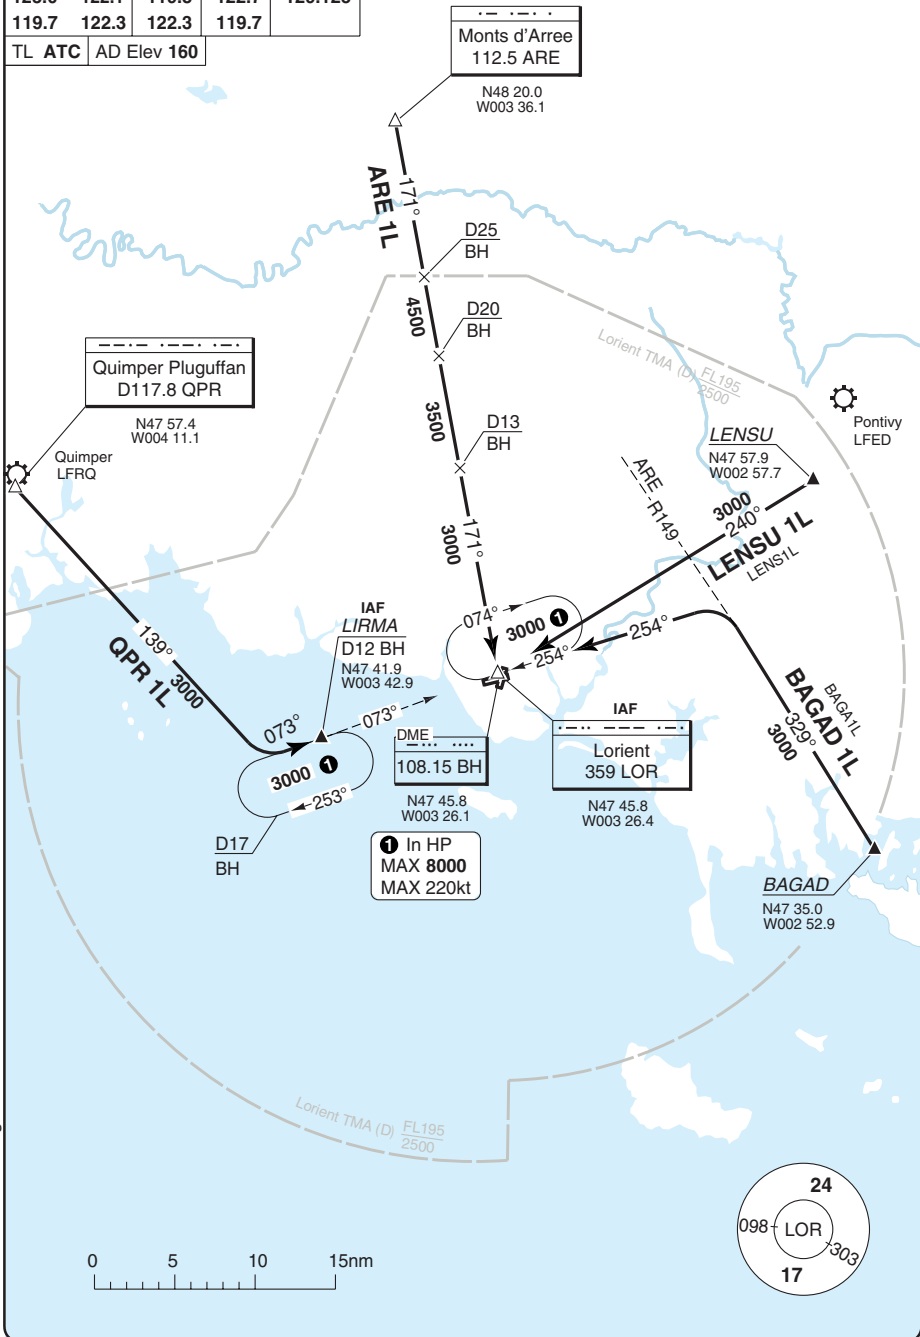 119.7 122.3 122.3 119.7
TL ATC AD Elev 160
Monts d'Arree
112.5 ARE
N48 20.0
W003 36.1
171°
ARE 1L
D25
BH
4500
D20
BH
Lorient TMA (D) FL195
2500
Quimper Pluguffan
D117.8 QPR
N47 57.4
W004 11.1
Quimper
LFRQ
3500
D13
BH
Pontivy
LFED
LENSU
N47 57.9
W002 57.7
ARE R149
3000
240°
LENSU 1L
LENS1L
171°
3000
074°
3000 1
254°
254°
IAF
LIRMA
D12 BH
N47 41.9
W003 42.9
139°
QPR 1L
3000
073°
073°
3000 1
253°
D17
BH
DME
108.15 BH
N47 45.8
W003 26.1
IAF
Lorient
359 LOR
N47 45.8
W003 26.4
BAGAD 1L
BAGA1L
329°
3000
1 In HP
MAX 8000
MAX 220kt
BAGAD
N47 35.0
W002 52.9
Lorient TMA (D) FL195
2500
24
098 LOR 303
17
0 5 10 15nm